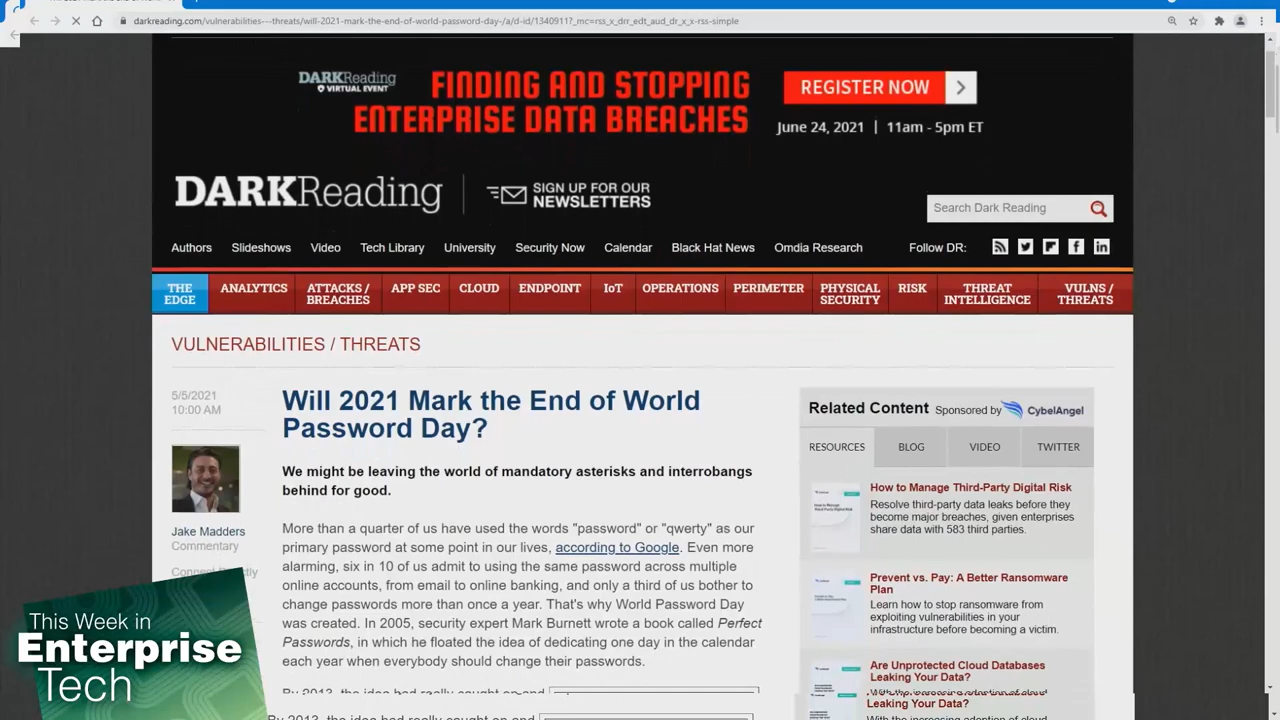 darkreading.com/vulnerabilities---threats/will-2021-mark-the-end-of-world-password-day-/a/d-id/1340911?_mc=rss_x_drr_edt_aud_dr_x_x-rss-simple
DARKReading
VIRTUAL EVENT
FINDING AND STOPPING
ENTERPRISE DATA BREACHES
REGISTER NOW
June 24, 2021 | 11am - 5pm ET
DARKReading
SIGN UP FOR OUR
NEWSLETTERS
Search Dark Reading
Authors Slideshows Video Tech Library University Security Now Calendar Black Hat News Omdia Research Follow DR:
THE EDGE ANALYTICS ATTACKS / BREACHES APP SEC CLOUD ENDPOINT IoT OPERATIONS PERIMETER PHYSICAL SECURITY RISK THREAT INTELLIGENCE VULNS / THREATS
VULNERABILITIES / THREATS
5/5/2021
10:00 AM
Jake Madders
Commentary
Connect Directly
Will 2021 Mark the End of World
Password Day?
We might be leaving the world of mandatory asterisks and interrobangs
behind for good.
More than a quarter of us have used the words "password" or "qwerty" as our
primary password at some point in our lives, according to Google. Even more
alarming, six in 10 of us admit to using the same password across multiple
online accounts, from email to online banking, and only a third of us bother to
change passwords more than once a year. That's why World Password Day
was created. In 2005, security expert Mark Burnett wrote a book called Perfect
Passwords, in which he floated the idea of dedicating one day in the calendar
each year when everybody should change their passwords.
By 2013, the idea had really caught on and
Related Content Sponsored by CybelAngel
RESOURCES BLOG VIDEO TWITTER
How to Manage Third-Party Digital Risk
Resolve third-party data leaks before they
become major breaches, given enterprises
share data with 583 third parties.
Prevent vs. Pay: A Better Ransomware
Plan
Learn how to stop ransomware from
exploiting vulnerabilities in your
infrastructure before becoming a victim.
Are Unprotected Cloud Databases
Leaking Your Data?
With the increasing adoption of cloud
Leaking Your Data?
With the increasing adoption of cloud
This Week in
Enterprise
Tech